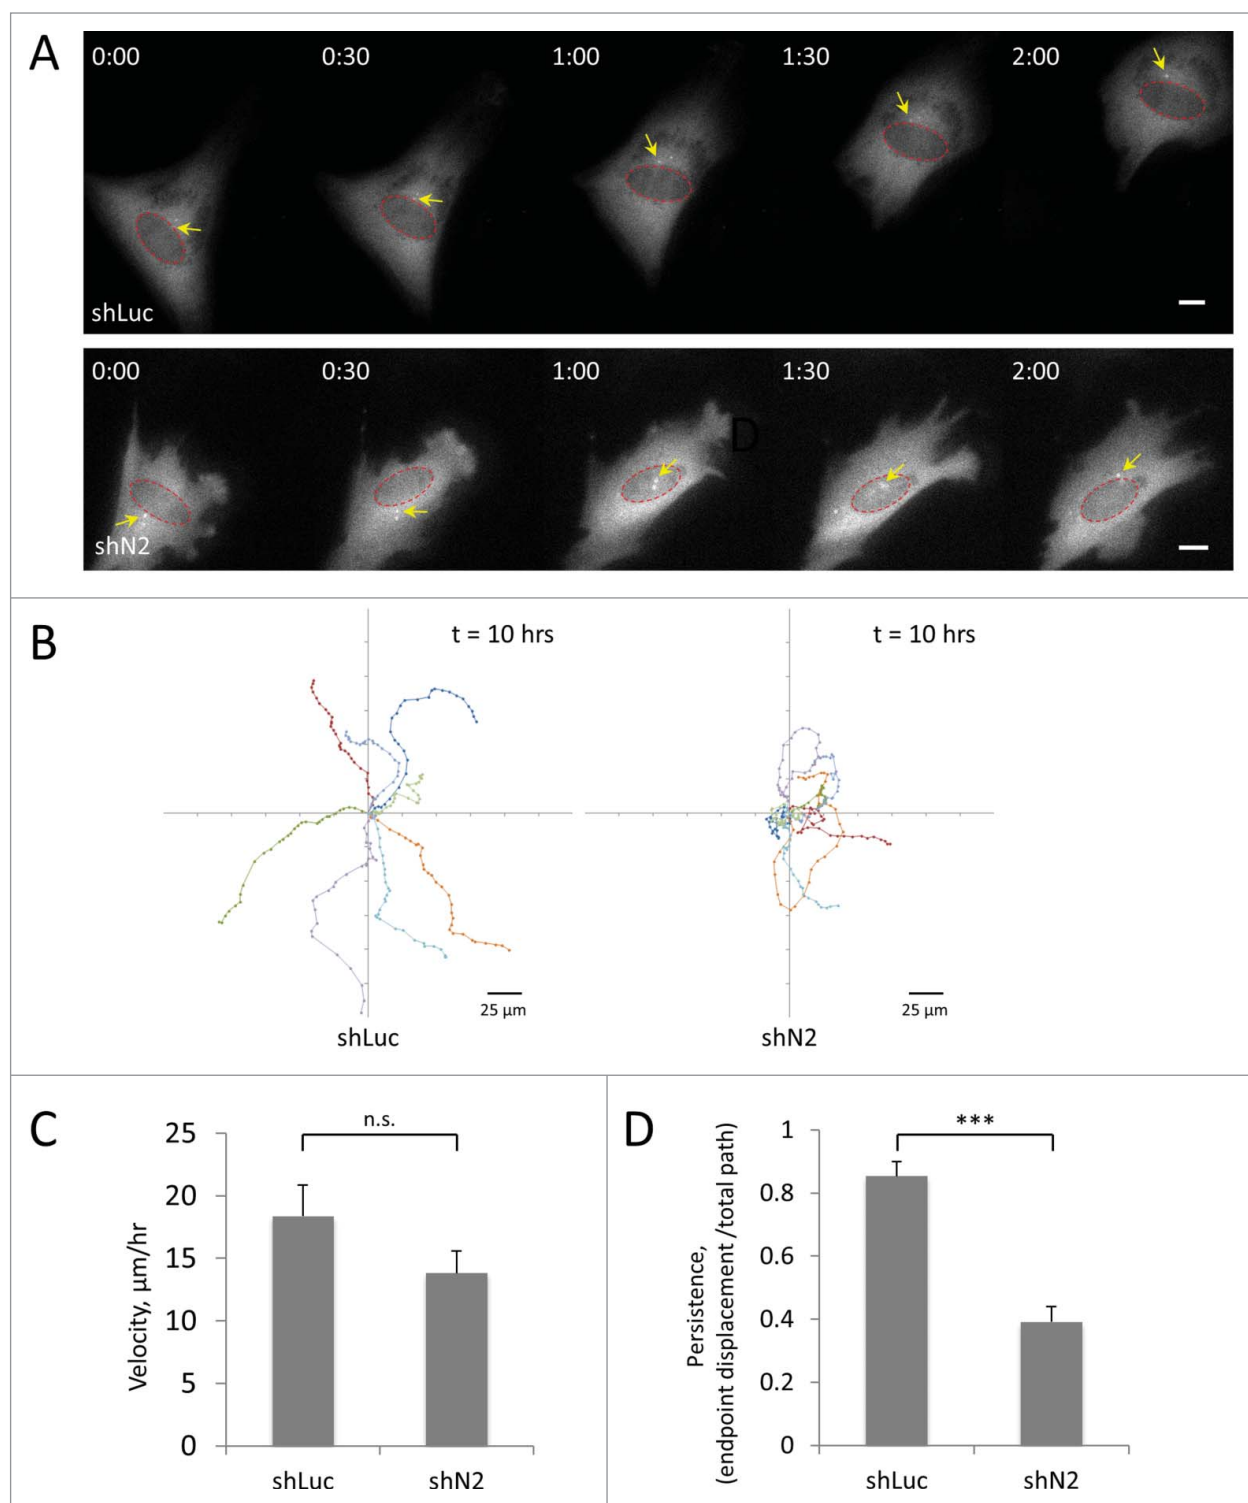 A
0:00 0:30 1:00 1:30 2:00
shLuc
0:00 0:30 1:00 1:30 2:00
D
shN2
B
t = 10 hrs t = 10 hrs
25 µm 25 µm
shLuc shN2
C
n.s.
25
20
15
10
5
0
Velocity, µm/hr
shLuc shN2
D
***
1
0.8
0.6
0.4
0.2
0
Persistence,
(endpoint displacement /total path)
shLuc shN2